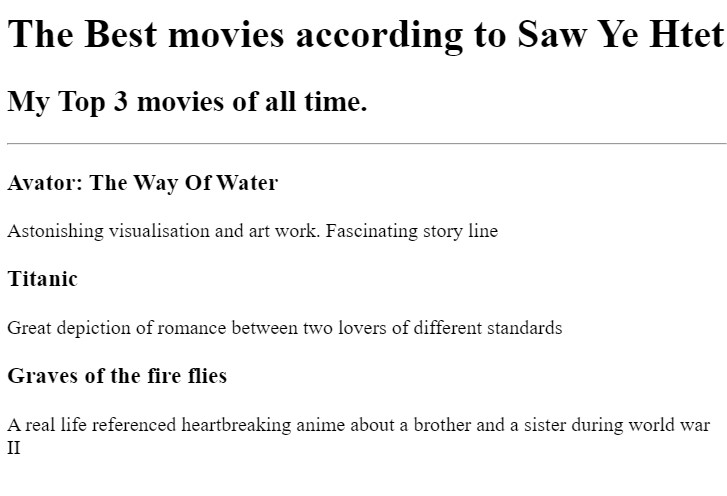 The Best movies according to Saw Ye Htet
My Top 3 movies of all time.
Avator: The Way Of Water
Astonishing visualisation and art work. Fascinating story line
Titanic
Great depiction of romance between two lovers of different standards
Graves of the fire flies
A real life referenced heartbreaking anime about a brother and a sister during world war
II